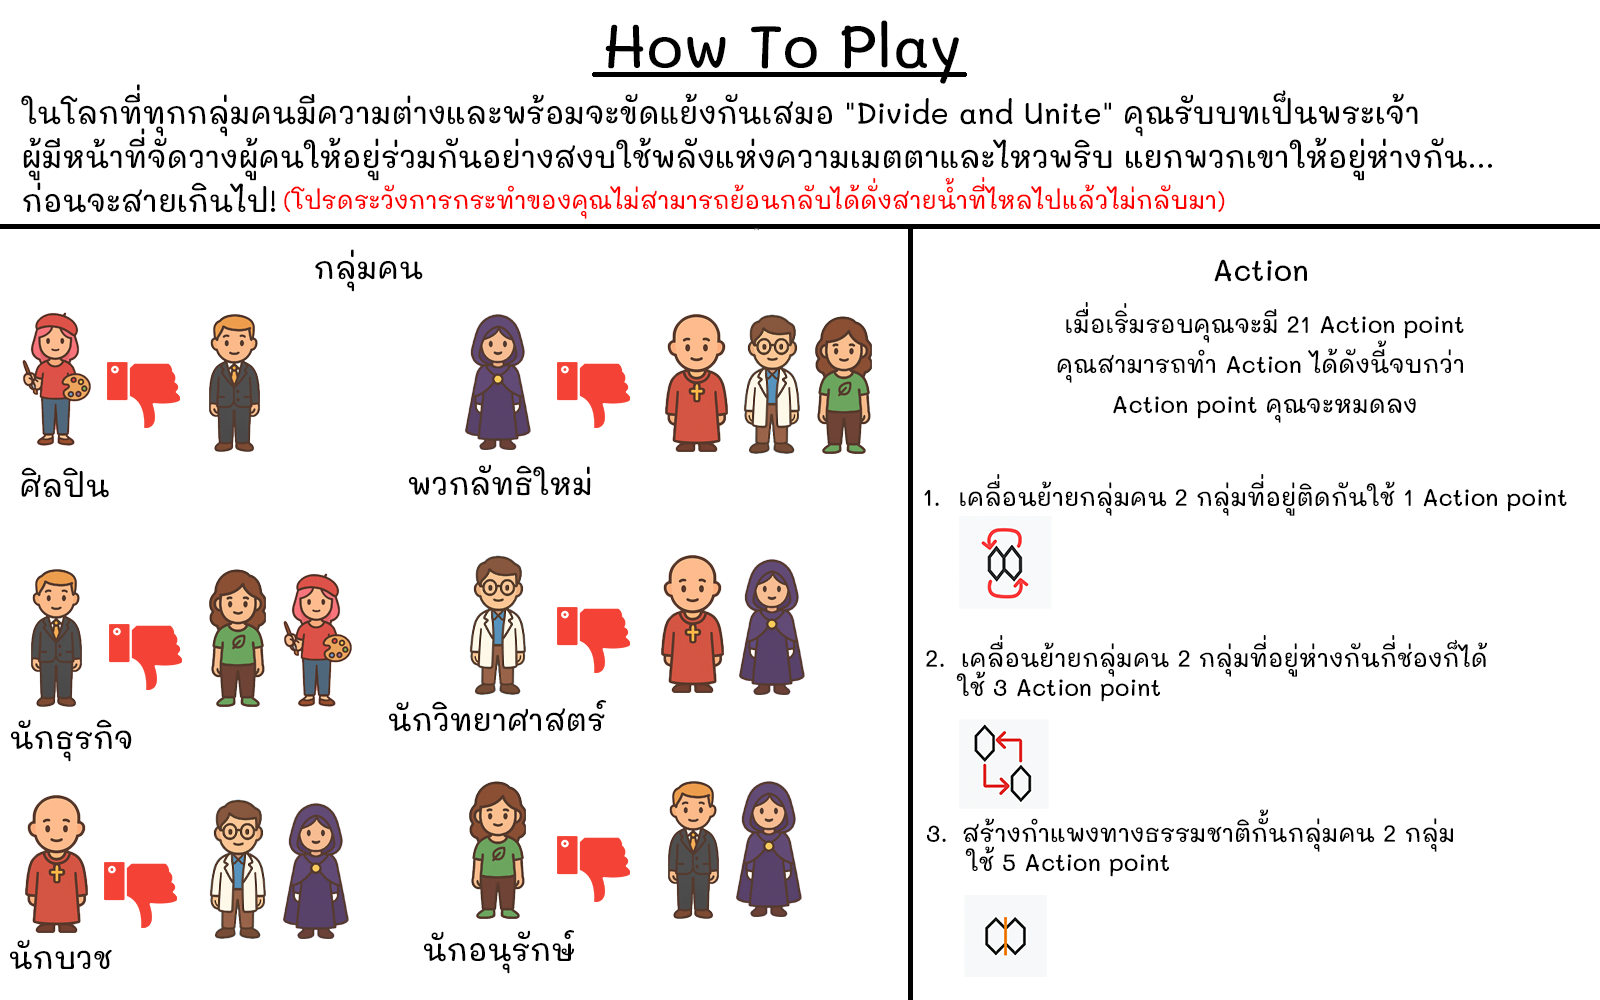 How To Play
ในโลกที่ทุกกลุ่มคนมีความต่างและพร้อมจะขัดแย้งกันเสมอ "Divide and Unite" คุณรับบทเป็นพระเจ้า
ผู้มีหน้าที่จัดวางผู้คนให้อยู่ร่วมกันอย่างสงบใช้พลังแห่งความเมตตาและไหวพริบ แยกพวกเขาให้อยู่ห่างกัน...
ก่อนจะสายเกินไป! (โปรดระวังการกระทำของคุณไม่สามารถย้อนกลับได้ดั่งสายน้ำที่ไหลไปแล้วไม่กลับมา)
กลุ่มคน
ศิลปิน
พวกลัทธิใหม่
นักธุรกิจ
นักวิทยาศาสตร์
นักบวช
นักอนุรักษ์
Action
เมื่อเริ่มรอบคุณจะมี 21 Action point
คุณสามารถทำ Action ได้ดังนี้จบกว่า
Action point คุณจะหมดลง
1. เคลื่อนย้ายกลุ่มคน 2 กลุ่มที่อยู่ติดกันใช้ 1 Action point
2. เคลื่อนย้ายกลุ่มคน 2 กลุ่มที่อยู่ห่างกันกี่ช่องก็ได้
ใช้ 3 Action point
3. สร้างกำแพงทางธรรมชาติกั้นกลุ่มคน 2 กลุ่ม
ใช้ 5 Action point